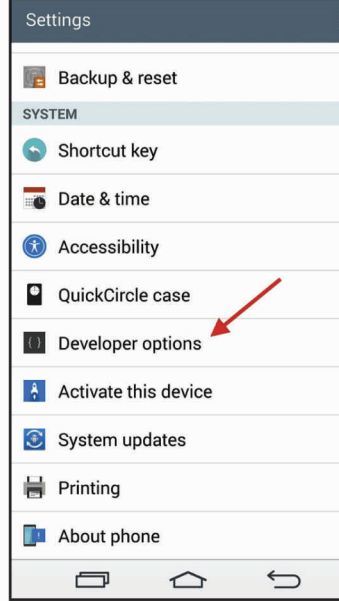 Settings
Backup & reset
SYSTEM
Shortcut key
Date & time
Accessibility
QuickCircle case
Developer options
Activate this device
System updates
Printing
About phone